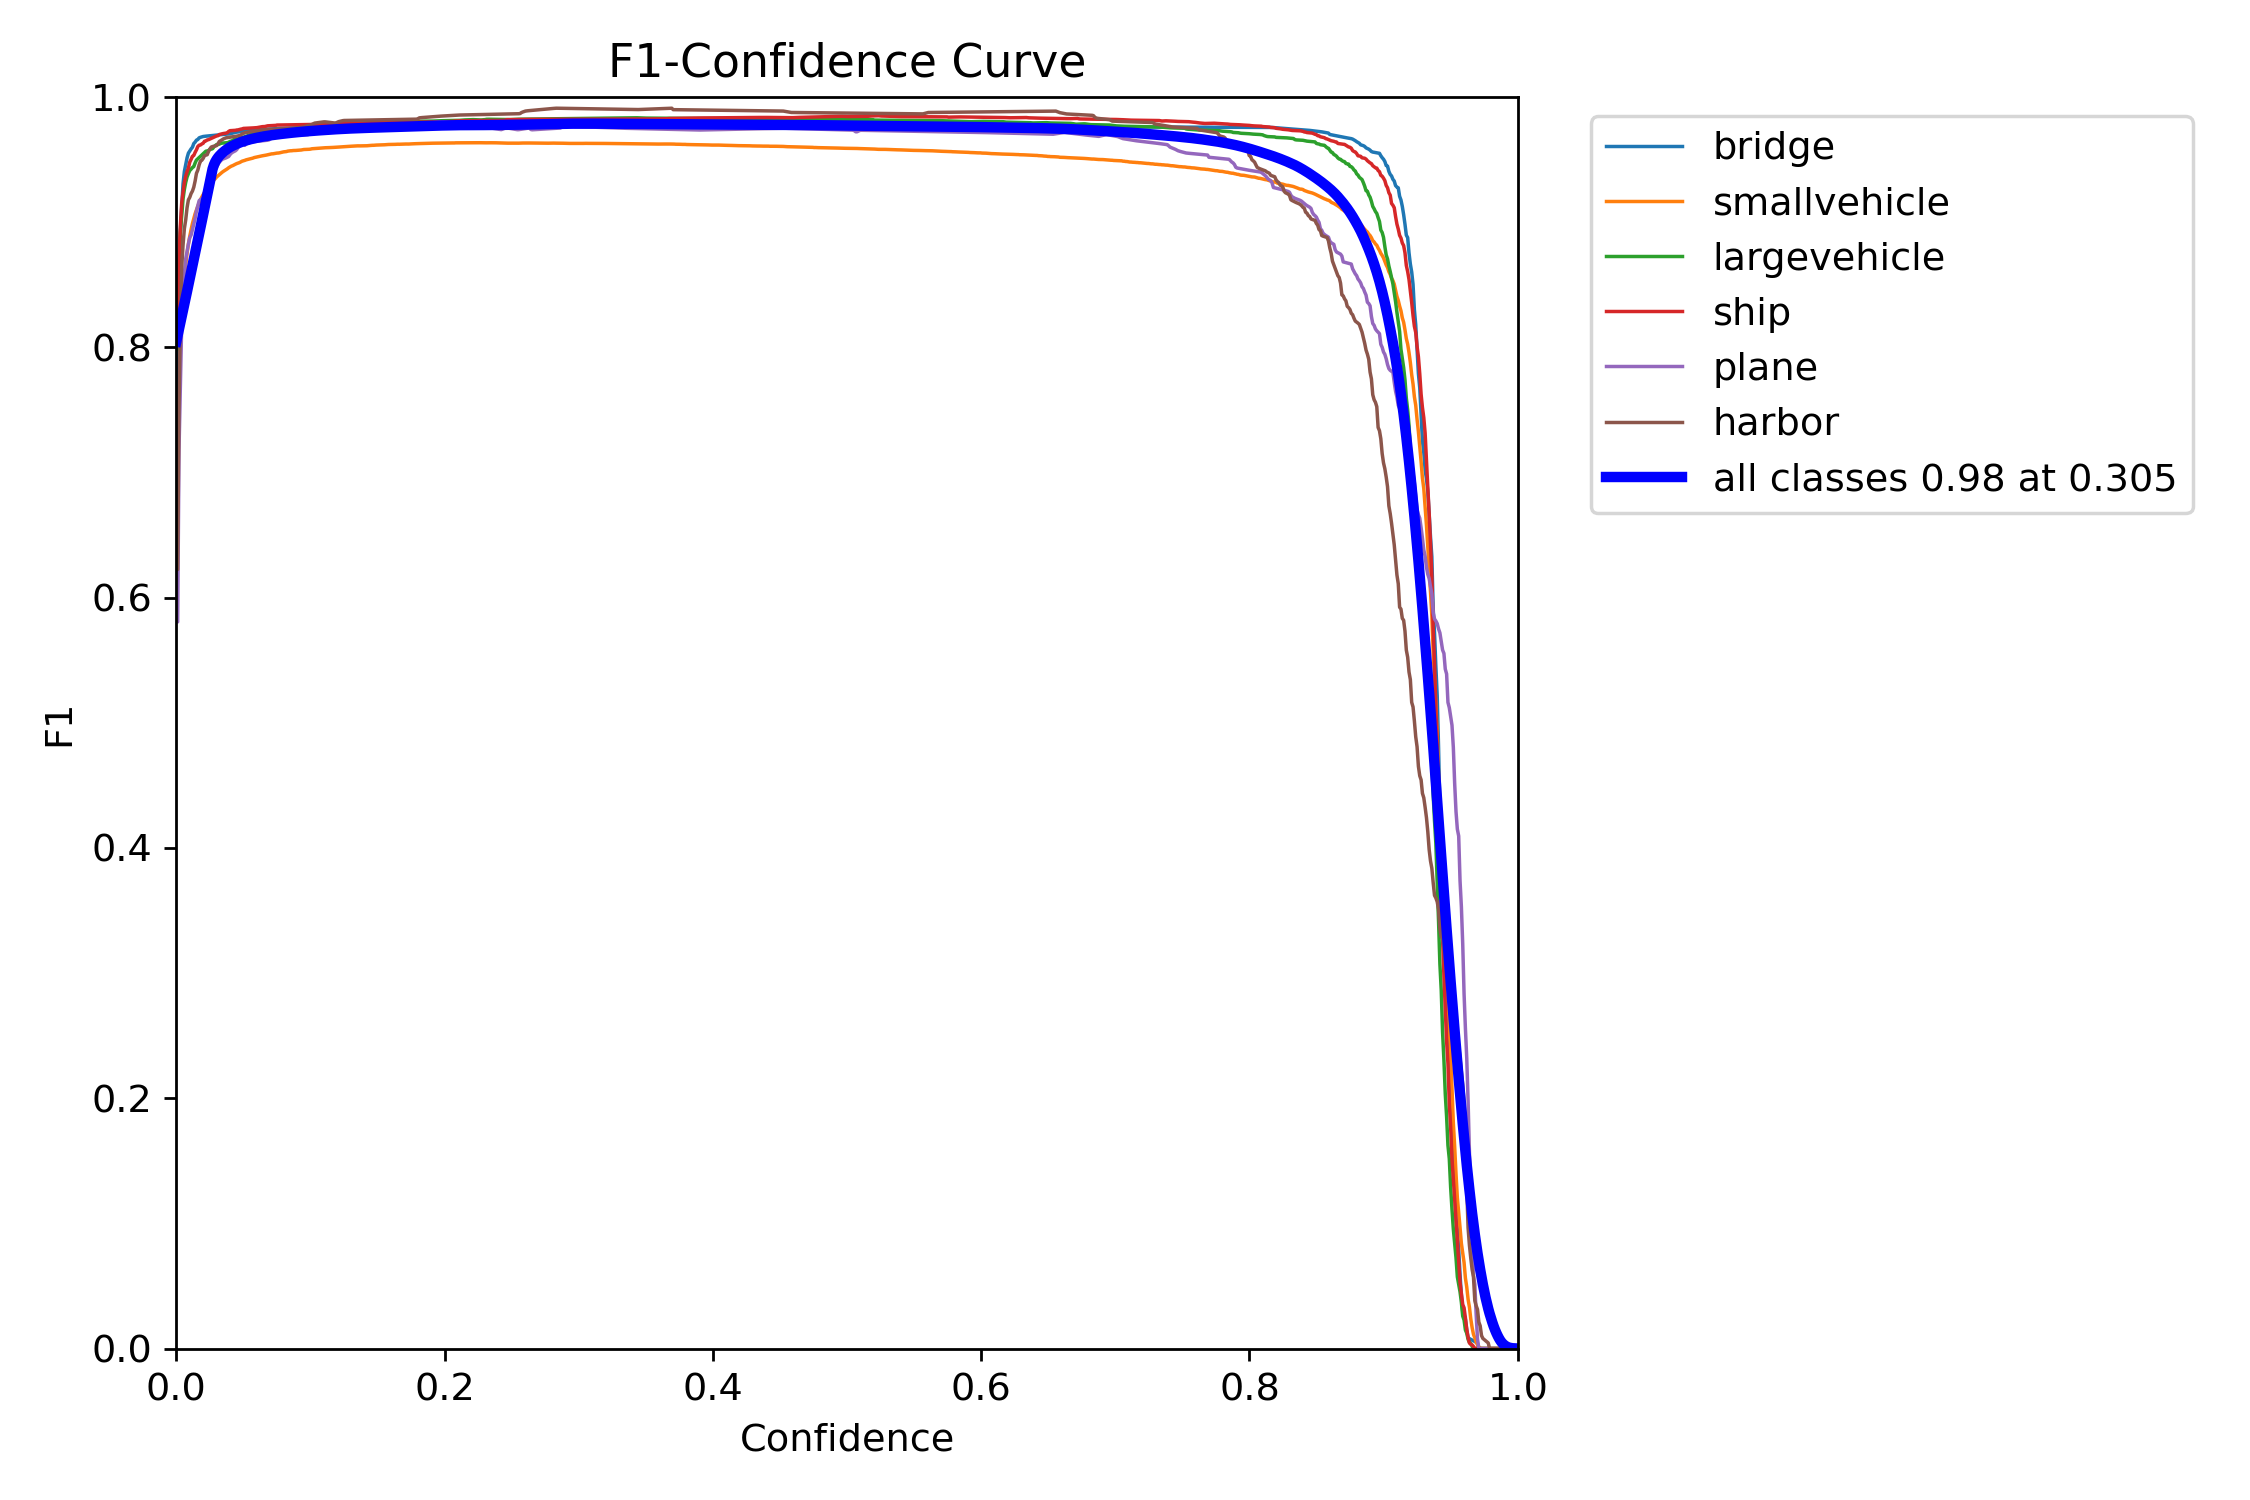 F1-Confidence Curve
1.0
0.8
0.6
0.4
0.2
0.0
F1
0.0 0.2 0.4 0.6 0.8 1.0
Confidence
bridge
smallvehicle
largevehicle
ship
plane
harbor
all classes 0.98 at 0.305